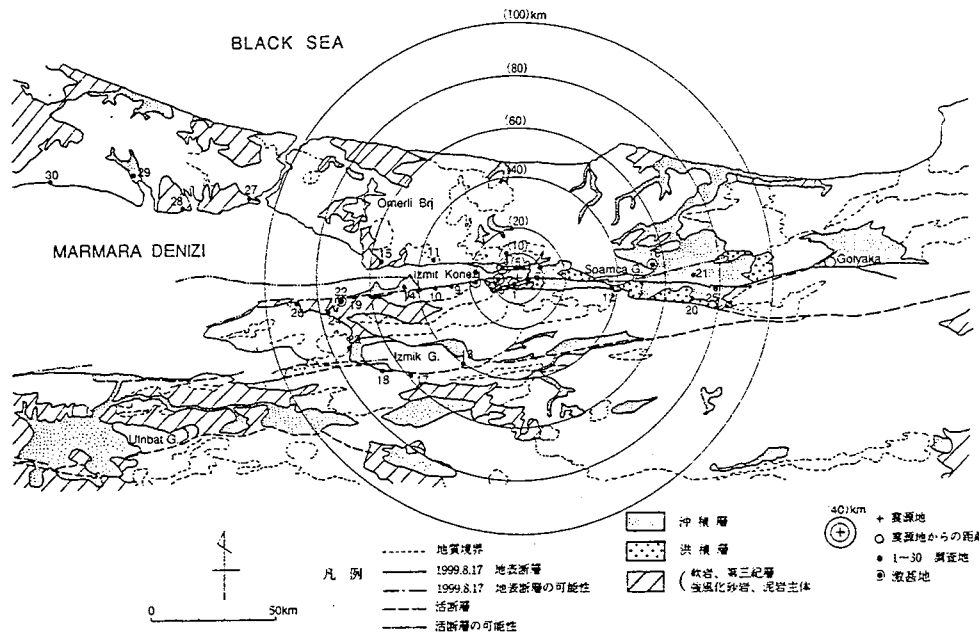 (100)km
BLACK SEA
(80)
(60)
(40)
30
29
28
27
Omerli Brj
(20)
(10)
(5)
15
11
MARMARA DENIZI
Izmit
9
10
Soamca G.
21
Golyaka
12
20
25
22
19
Izmik G.
18
Ulnbat G
凡例
地質境界
1999.8.17 地表断層
1999.8.17 地表断層の可能性
活断層
活断層の可能性
0 50km
沖積層
洪積層
軟岩、第三紀層
強風化砂岩、泥岩主体
(40)km
震源地
震源地からの距離
1~30 調査地
激甚地